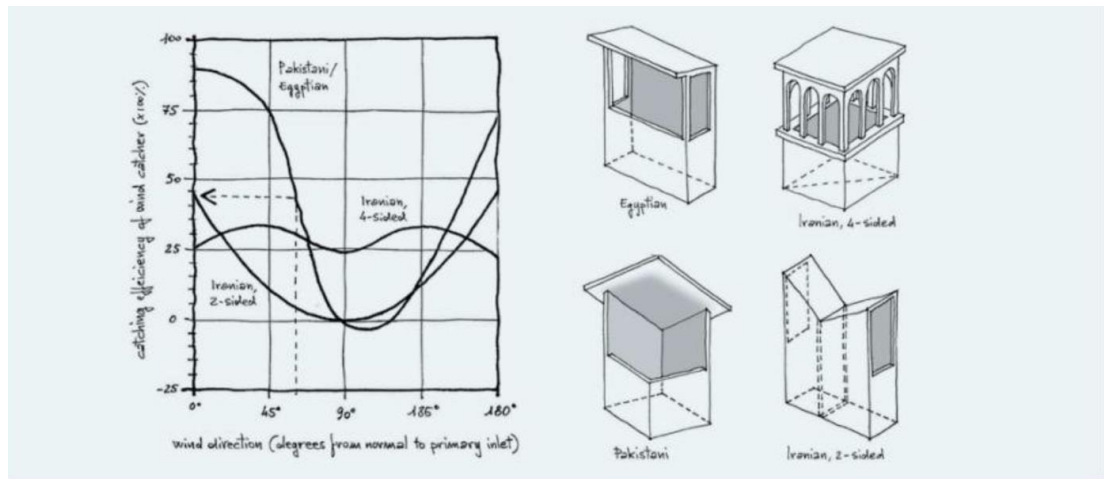 catching effeiciency of wind catcher (x100%)
100
75
50
25
0
-25
0°
45°
90°
135°
180°
wind direction (degrees from normal to primary inlet)
Pakistani/
Egyptian
Iranian,
4-sided
Iranian,
2-sided
Egyptian
Iranian, 4-sided
Pakistani
Iranian, 2-sided